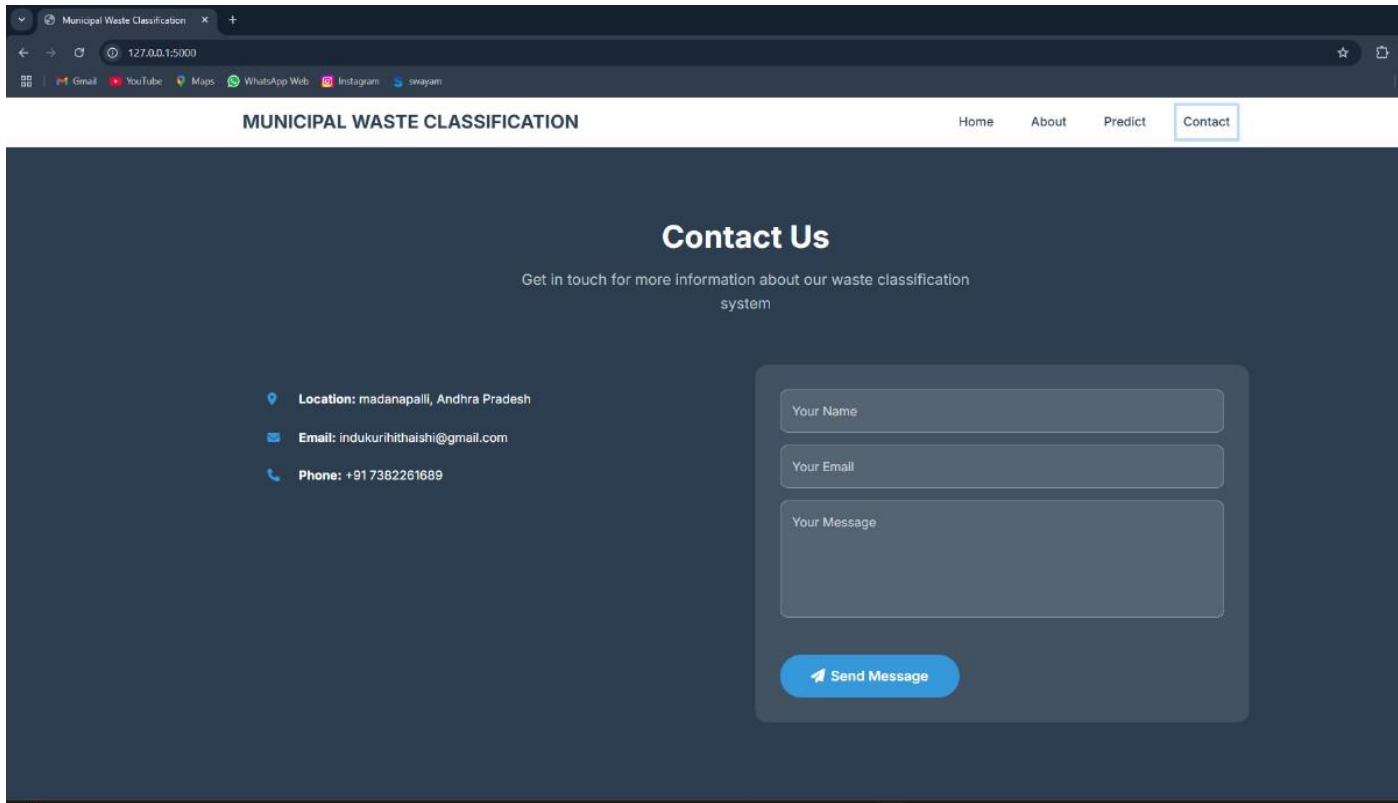 Municipal Waste Classification
127.0.0.1:5000
Gmail YouTube Maps WhatsApp Web Instagram swayam
MUNICIPAL WASTE CLASSIFICATION
Home About Predict Contact
Contact Us
Get in touch for more information about our waste classification
system
Location: madanapalli, Andhra Pradesh
Email: indukurihithaishi@gmail.com
Phone: +91 7382261689
Your Name
Your Email
Your Message
Send Message